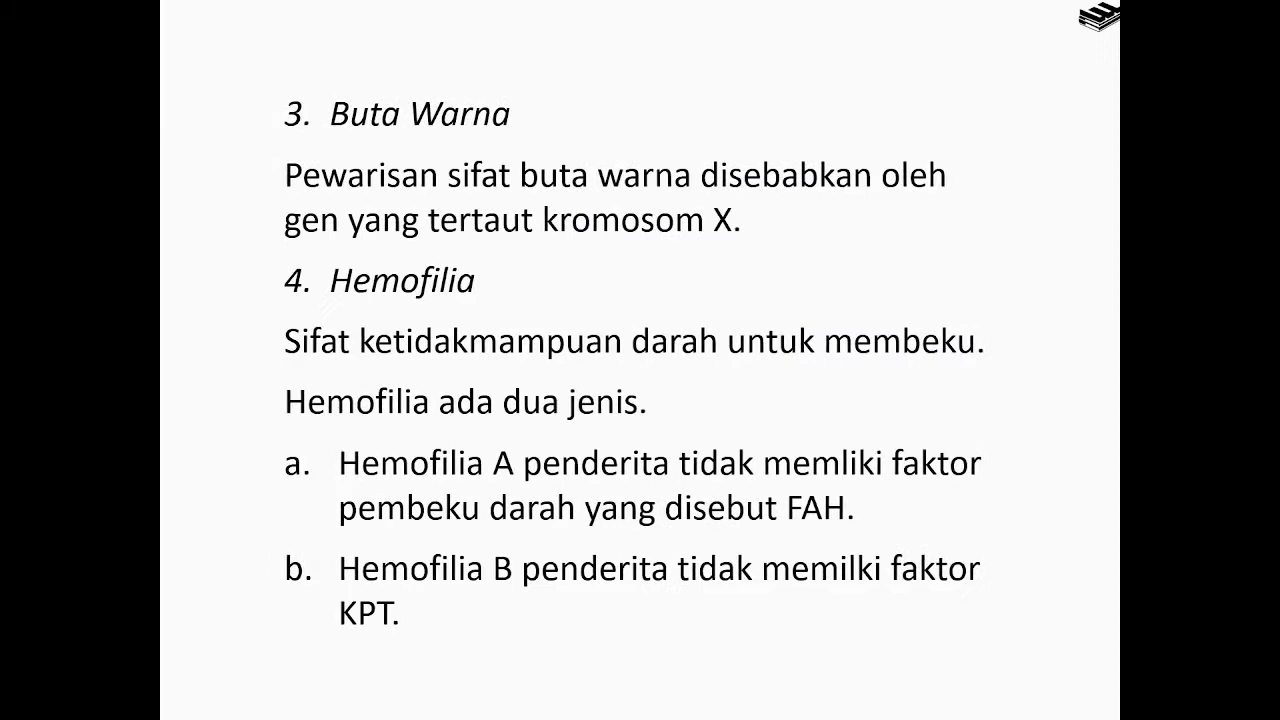 3. Buta Warna
Pewarisan sifat buta warna disebabkan oleh
gen yang tertaut kromosom X.
4. Hemofilia
Sifat ketidakmampuan darah untuk membeku.
Hemofilia ada dua jenis.
a. Hemofilia A penderita tidak memliki faktor
pembeku darah yang disebut FAH.
b. Hemofilia B penderita tidak memilki faktor
KPT.